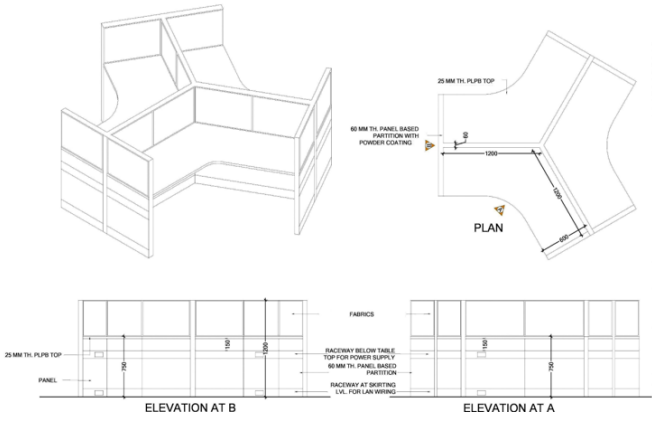 25 MM TH. PLPB TOP
60 MM TH. PANEL BASED
PARTITION WITH
POWDER COATING
60
1200
1200
600
PLAN
FABRICS
25 MM TH. PLPB TOP
PANEL
750
150
1200
RACEWAY BELOW TABLE
TOP FOR POWER SUPPLY
60 MM TH. PANEL BASED
PARTITION
RACEWAY AT SKIRTING
LVL. FOR LAN WIRING
150
750
ELEVATION AT B
ELEVATION AT A